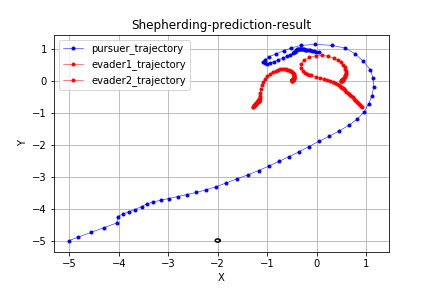 Shepherding-prediction-result
pursuer_trajectory
evader1_trajectory
evader2_trajectory
Y
1
0
−1
−2
−3
−4
−5
−5
−4
−3
−2
−1
0
1
X